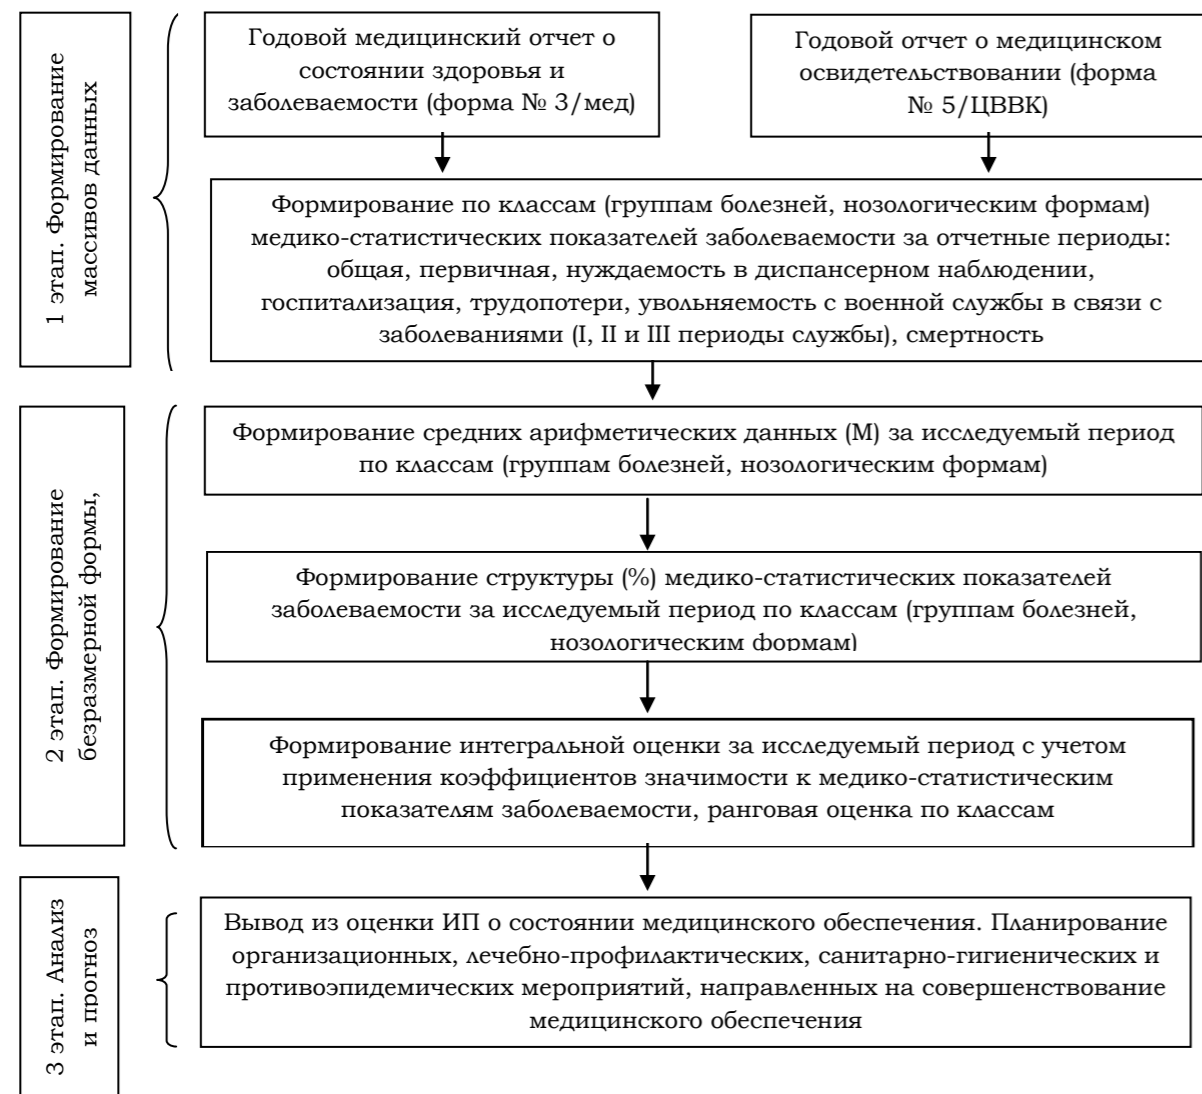 1 этап. Формирование
массивов данных
Годовой медицинский отчет о
состоянии здоровья и
заболеваемости (форма № 3/мед)
Годовой отчет о медицинском
освидетельствовании (форма
№ 5/ЦВВК)
Формирование по классам (группам болезней, нозологическим формам)
медико-статистических показателей заболеваемости за отчетные периоды:
общая, первичная, нуждаемость в диспансерном наблюдении,
госпитализация, трудопотери, увольняемость с военной службы в связи с
заболеваниями (I, II и III периоды службы), смертность
2 этап. Формирование
безразмерной формы,
Формирование средних арифметических данных (М) за исследуемый период
по классам (группам болезней, нозологическим формам)
Формирование структуры (%) медико-статистических показателей
заболеваемости за исследуемый период по классам (группам болезней,
нозологическим формам)
Формирование интегральной оценки за исследуемый период с учетом
применения коэффициентов значимости к медико-статистическим
показателям заболеваемости, ранговая оценка по классам
3 этап. Анализ
и прогноз
Вывод из оценки ИП о состоянии медицинского обеспечения. Планирование
организационных, лечебно-профилактических, санитарно-гигиенических и
противоэпидемических мероприятий, направленных на совершенствование
медицинского обеспечения